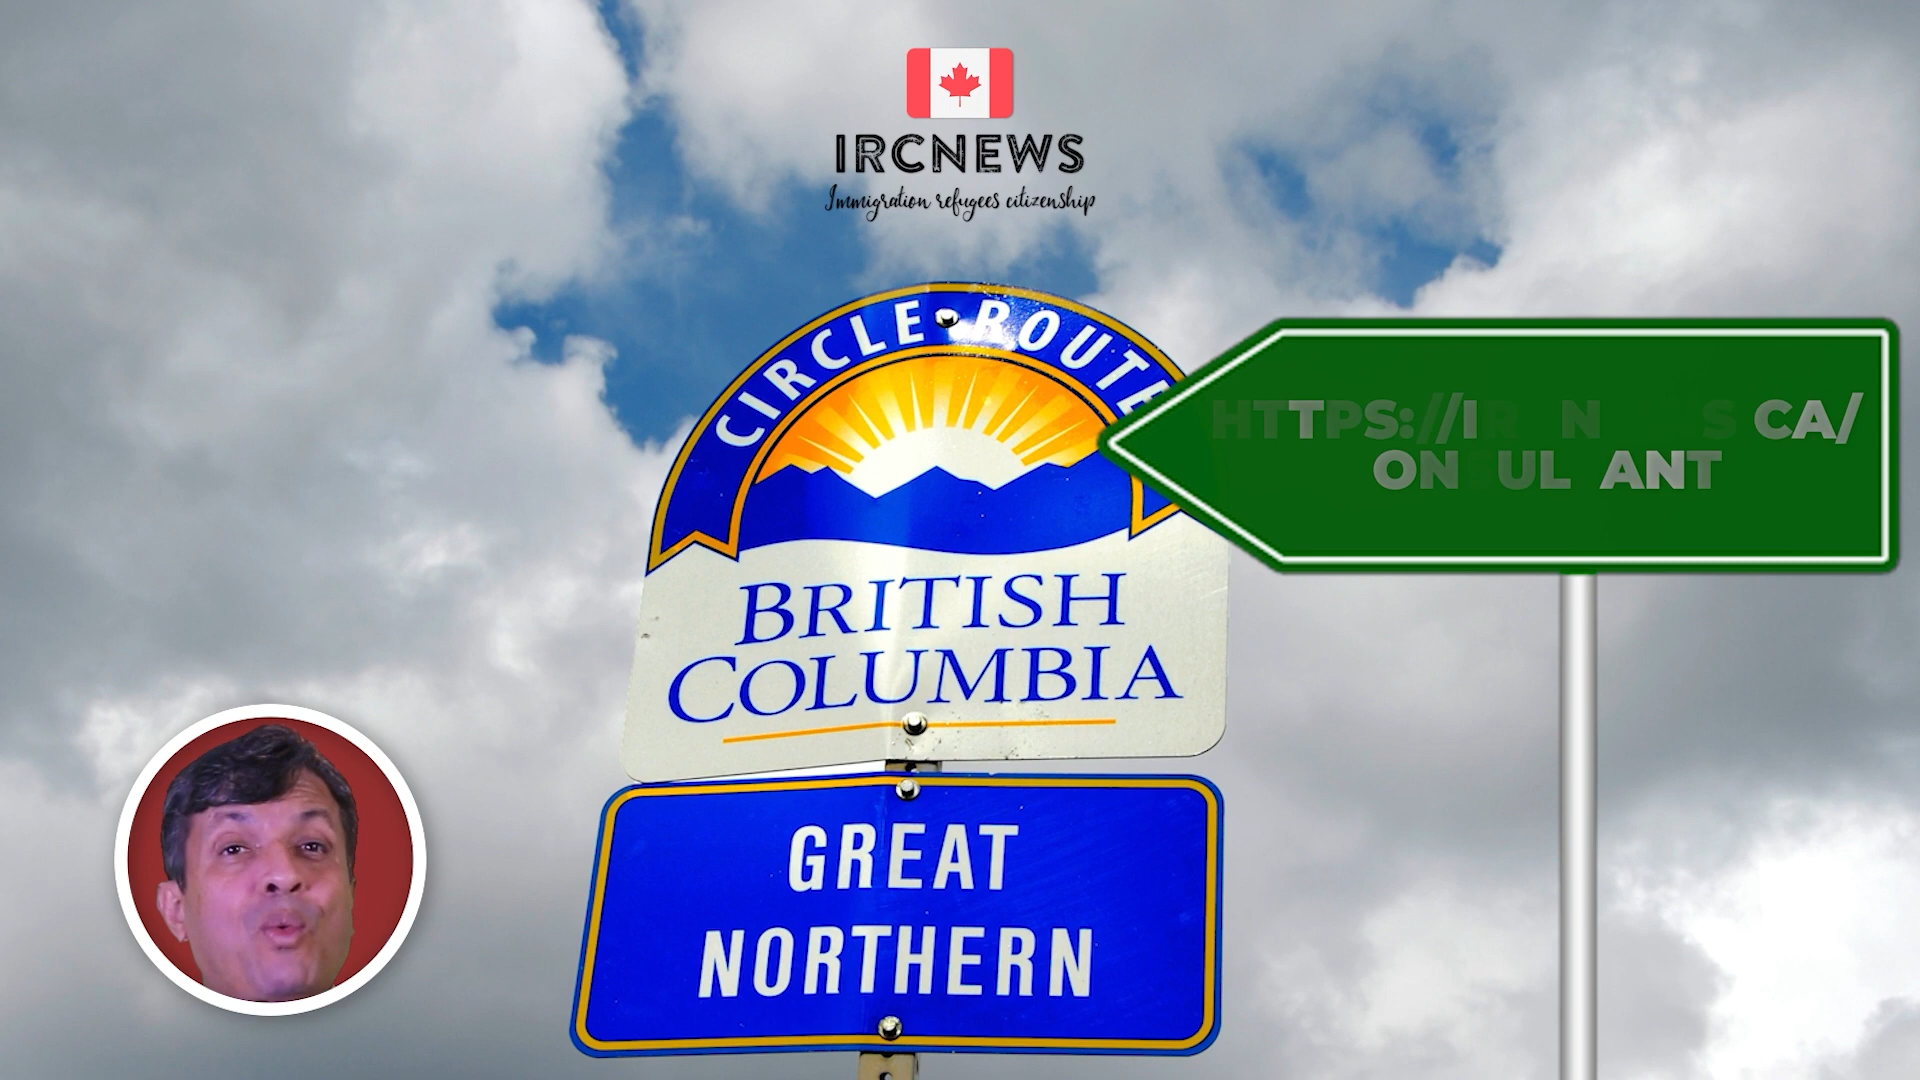 IRCNEWS
Immigration refugees citizenship
CIRCLE ROUTE
BRITISH
COLUMBIA
GREAT
NORTHERN